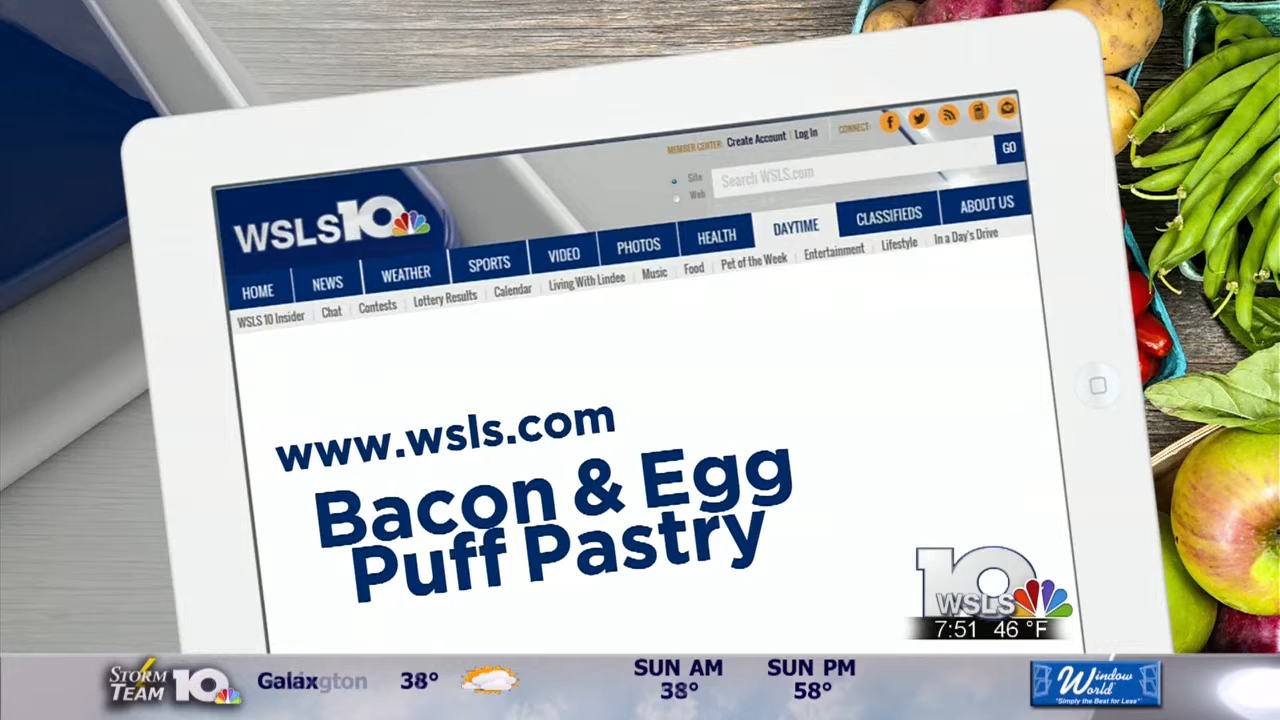 MEMBER CENTER: Create Account | Log In
CONNECT:
Site
Web
Search WSLS.com
GO
WSLS10
HOME
NEWS
WEATHER
SPORTS
VIDEO
PHOTOS
HEALTH
DAYTIME
CLASSIFIEDS
ABOUT US
WSLS 10 Insider
Chat
Contests
Lottery Results
Calendar
Living With Lindee
Music
Food
Pet of the Week
Entertainment
Lifestyle
In a Day's Drive
www.wsls.com
Bacon & Egg
Puff Pastry
10
WSLS
7:51 46 °F
STORM
TEAM 10
Galax
38°
SUN AM
38°
SUN PM
58°
Window
World
"Simply the Best for Less"